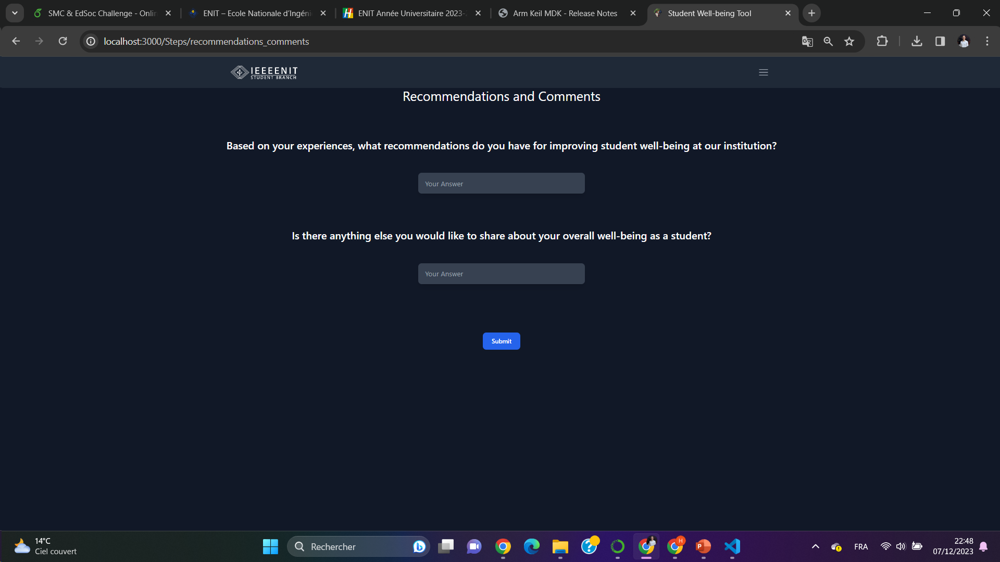 SMC & EdSoc Challenge - Onlin
ENIT – Ecole Nationale d'Ingéni
ENIT Année Universitaire 2023-
Arm Keil MDK - Release Notes
Student Well-being Tool
localhost:3000/Steps/recommendations_comments
IEEEENIT
STUDENT BRANCH
Recommendations and Comments
Based on your experiences, what recommendations do you have for improving student well-being at our institution?
Your Answer
Is there anything else you would like to share about your overall well-being as a student?
Your Answer
Submit
14°C
Ciel couvert
Rechercher
FRA
22:48
07/12/2023